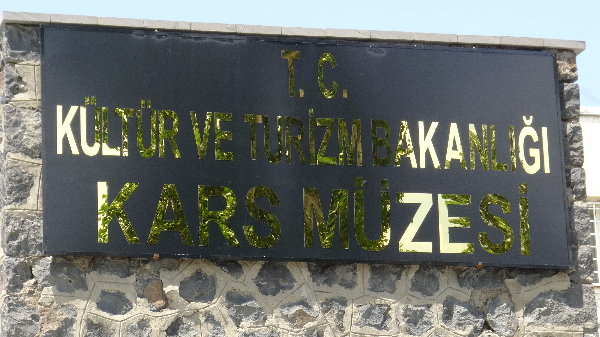 T.C.
KÜLTÜR VE TURİZM BAKANLIĞI
KARS MÜZESİ